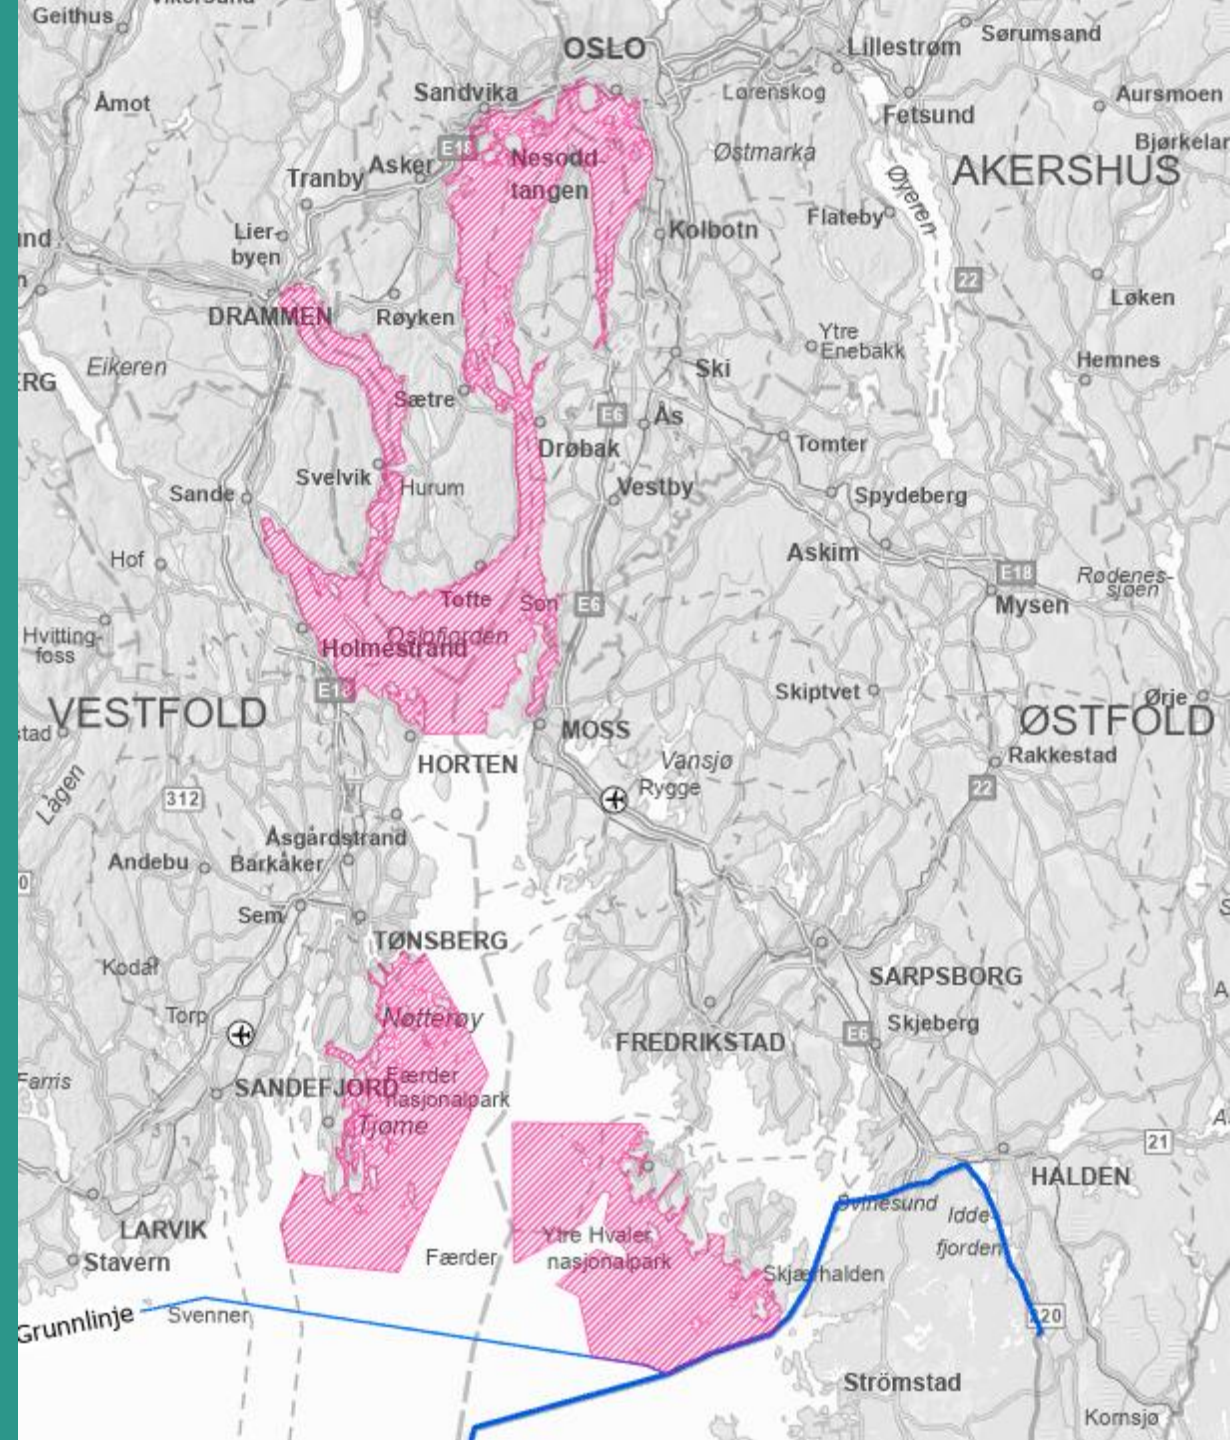 Geithus
OSLO
Lillestrøm
Sørumsand
Åmot
Sandvika
Lørenskog
Fetsund
Aursmoen
E18
Nesodd-
tangen
Østmarka
Asker
Tranby
AKERSHUS
Øyeren
Flateby
Lier-
byen
Kolbotn
22
Løken
DRAMMEN
Røyken
Ytre
Enebakk
Eikeren
Hemnes
Ski
Sætre
E6
Ås
Drøbak
Tomter
Svelvik
Hurum
Vestby
Sande
Spydeberg
Hof
Askim
E18
Rødenes-
sjøen
Tofte
Son
E6
Mysen
Hvitting-
foss
Oslofjorden
Holmestrand
E18
Skiptvet
Ørje
VESTFOLD
ØSTFOLD
MOSS
HORTEN
Vansjø
Rygge
Rakkestad
22
Lågen
312
Åsgårdstrand
Andebu
Barkåker
Sem
TØNSBERG
Kodal
SARPSBORG
Torp
Nøtterøy
FREDRIKSTAD
E6
Skjeberg
Farris
SANDEFJORD
Færder
nasjonalpark
Tjøme
21
HALDEN
LARVIK
Svinesund
Idde-
fjorden
Stavern
Færder
Ytre Hvaler
nasjonalpark
Skjærhalden
Grunnlinje
Svenner
220
Strömstad
Kornsjø